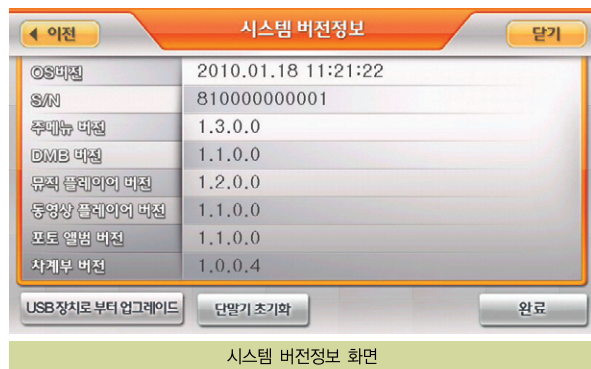 이전 시스템 버전정보 닫기
OS버전 2010.01.18 11:21:22
S/N 810000000001
주메뉴 버전 1.3.0.0
DMB 버전 1.1.0.0
뮤직 플레이어 버전 1.2.0.0
동영상 플레이어 버전 1.1.0.0
포토 앨범 버전 1.1.0.0
차계부 버전 1.0.0.4
USB 장치로 부터 업그레이드 단말기 초기화 완료
시스템 버전정보 화면